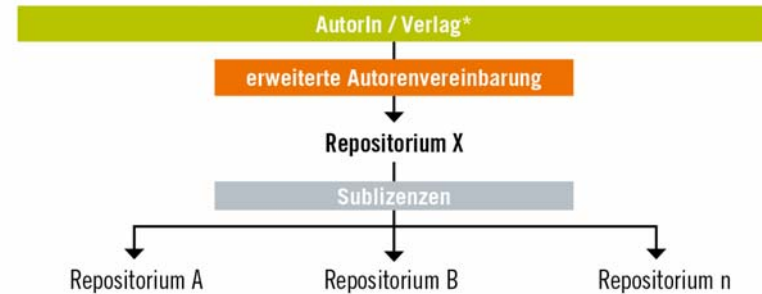 AutorIn / Verlag*
erweiterte Autorenvereinbarung
Repositorium X
Sublizenzen
Repositorium A Repositorium B Repositorium n